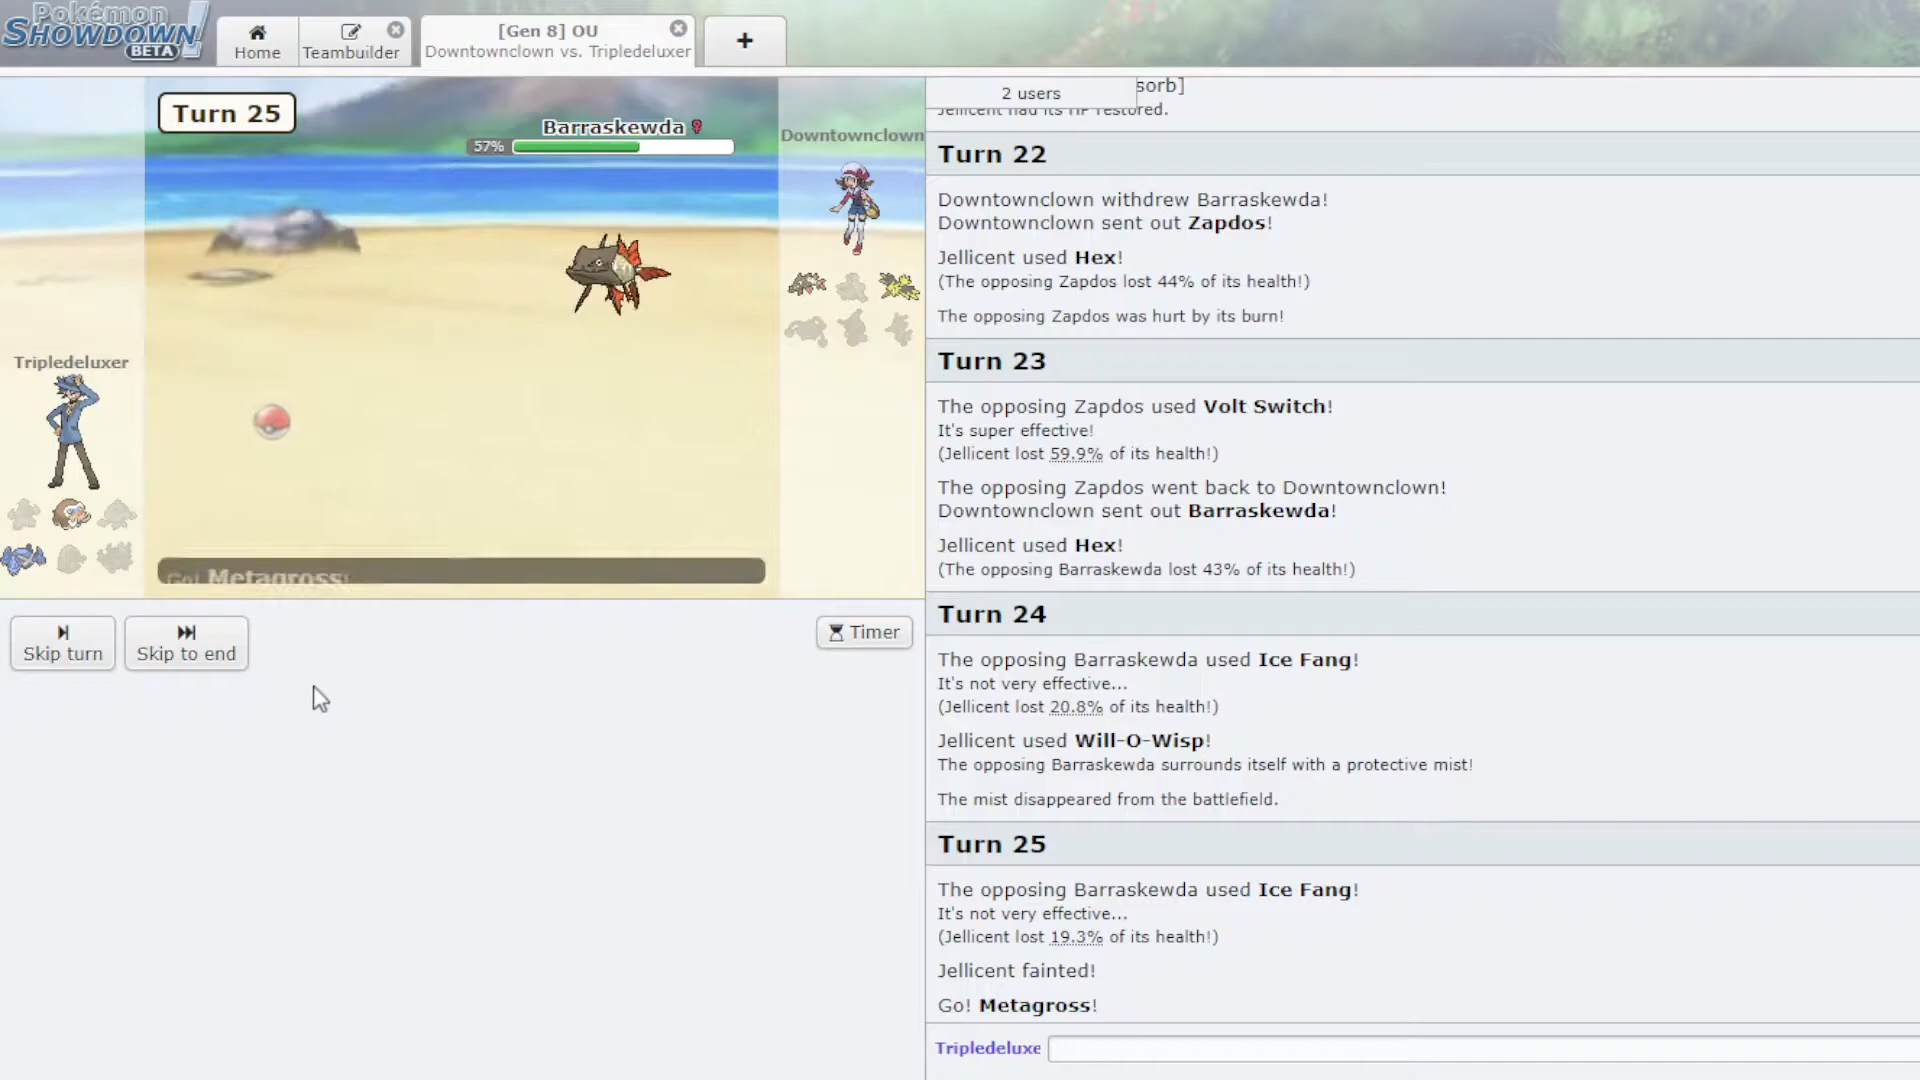 Pokémon
SHOWDOWN!
BETA
Home
Teambuilder
[Gen 8] OU
Downtownclown vs. Tripledeluxer
+
Turn 25
Barraskewda
57%
Downtownclown
Tripledeluxer
Go! Metagross!
Skip turn
Skip to end
Timer
2 users
sorb]
Jellicent had its HP restored.
Turn 22
Downtownclown withdrew Barraskewda!
Downtownclown sent out Zapdos!
Jellicent used Hex!
(The opposing Zapdos lost 44% of its health!)
The opposing Zapdos was hurt by its burn!
Turn 23
The opposing Zapdos used Volt Switch!
It's super effective!
(Jellicent lost 59.9% of its health!)
The opposing Zapdos went back to Downtownclown!
Downtownclown sent out Barraskewda!
Jellicent used Hex!
(The opposing Barraskewda lost 43% of its health!)
Turn 24
The opposing Barraskewda used Ice Fang!
It's not very effective...
(Jellicent lost 20.8% of its health!)
Jellicent used Will-O-Wisp!
The opposing Barraskewda surrounds itself with a protective mist!
The mist disappeared from the battlefield.
Turn 25
The opposing Barraskewda used Ice Fang!
It's not very effective...
(Jellicent lost 19.3% of its health!)
Jellicent fainted!
Go! Metagross!
Tripledeluxe